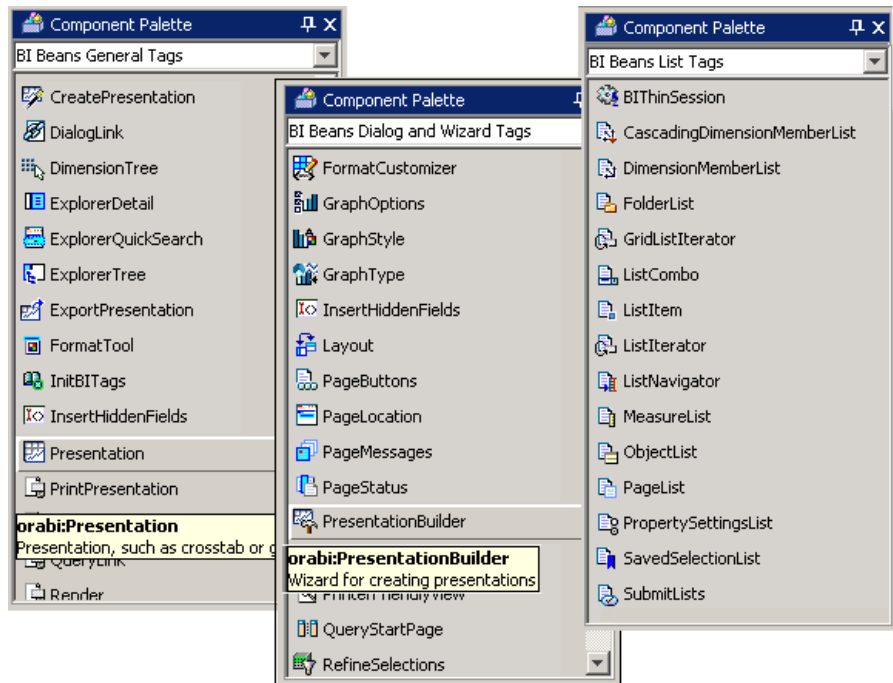 Component Palette
BI Beans General Tags
CreatePresentation
DialogLink
DimensionTree
ExplorerDetail
ExplorerQuickSearch
ExplorerTree
ExportPresentation
FormatTool
InitBITags
InsertHiddenFields
Presentation
PrintPresentation
orabi:Presentation
Presentation, such as crosstab or g
QueryLink
Render
Component Palette
BI Beans Dialog and Wizard Tags
FormatCustomizer
GraphOptions
GraphStyle
GraphType
InsertHiddenFields
Layout
PageButtons
PageLocation
PageMessages
PageStatus
PresentationBuilder
orabi:PresentationBuilder
Wizard for creating presentations
PrinterFriendlyView
QueryStartPage
RefineSelections
Component Palette
BI Beans List Tags
BIThinSession
CascadingDimensionMemberList
DimensionMemberList
FolderList
GridListIterator
ListCombo
ListItem
ListIterator
ListNavigator
MeasureList
ObjectList
PageList
PropertySettingsList
SavedSelectionList
SubmitLists